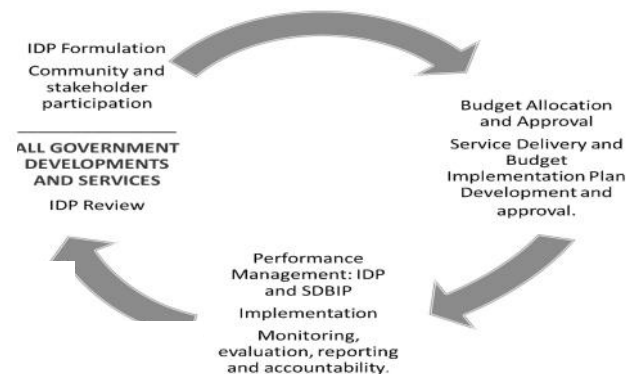 IDP Formulation
Community and
stakeholder
participation
ALL GOVERNMENT
DEVELOPMENTS
AND SERVICES
IDP Review
Budget Allocation
and Approval
Service Delivery and
Budget
Implementation Plan
Development and
approval.
Performance
Management: IDP
and SDBIP
Implementation
Monitoring,
evaluation, reporting
and accountability.